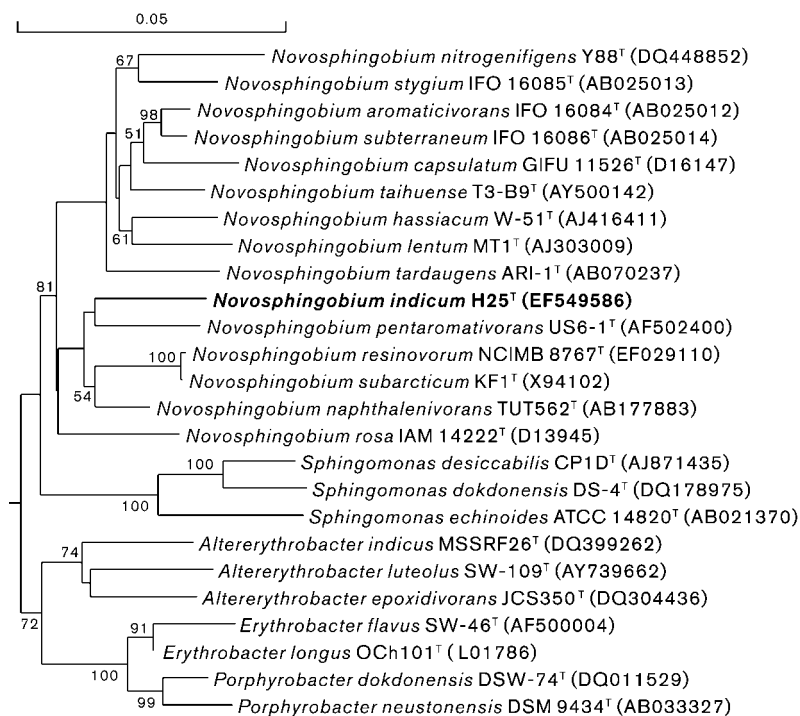 0.05
67
Novosphingobium nitrogenifigens Y88ᵀ (DQ448852)
Novosphingobium stygium IFO 16085ᵀ (AB025013)
98
Novosphingobium aromaticivorans IFO 16084ᵀ (AB025012)
51
Novosphingobium subterraneum IFO 16086ᵀ (AB025014)
Novosphingobium capsulatum GIFU 11526ᵀ (D16147)
Novosphingobium taihuense T3-B9ᵀ (AY500142)
Novosphingobium hassiacum W-51ᵀ (AJ416411)
61
Novosphingobium lentum MT1ᵀ (AJ303009)
Novosphingobium tardaugens ARI-1ᵀ (AB070237)
81
Novosphingobium indicum H25ᵀ (EF549586)
Novosphingobium pentaromativorans US6-1ᵀ (AF502400)
100
Novosphingobium resinovorum NCIMB 8767ᵀ (EF029110)
Novosphingobium subarcticum KF1ᵀ (X94102)
54
Novosphingobium naphthalenivorans TUT562ᵀ (AB177883)
Novosphingobium rosa IAM 14222ᵀ (D13945)
100
Sphingomonas desiccabilis CP1Dᵀ (AJ871435)
Sphingomonas dokdonensis DS-4ᵀ (DQ178975)
100
Sphingomonas echinoides ATCC 14820ᵀ (AB021370)
Altererythrobacter indicus MSSRF26ᵀ (DQ399262)
74
Altererythrobacter luteolus SW-109ᵀ (AY739662)
Altererythrobacter epoxidivorans JCS350ᵀ (DQ304436)
72
91
Erythrobacter flavus SW-46ᵀ (AF500004)
Erythrobacter longus OCh101ᵀ ( L01786)
100
Porphyrobacter dokdonensis DSW-74ᵀ (DQ011529)
99
Porphyrobacter neustonensis DSM 9434ᵀ (AB033327)